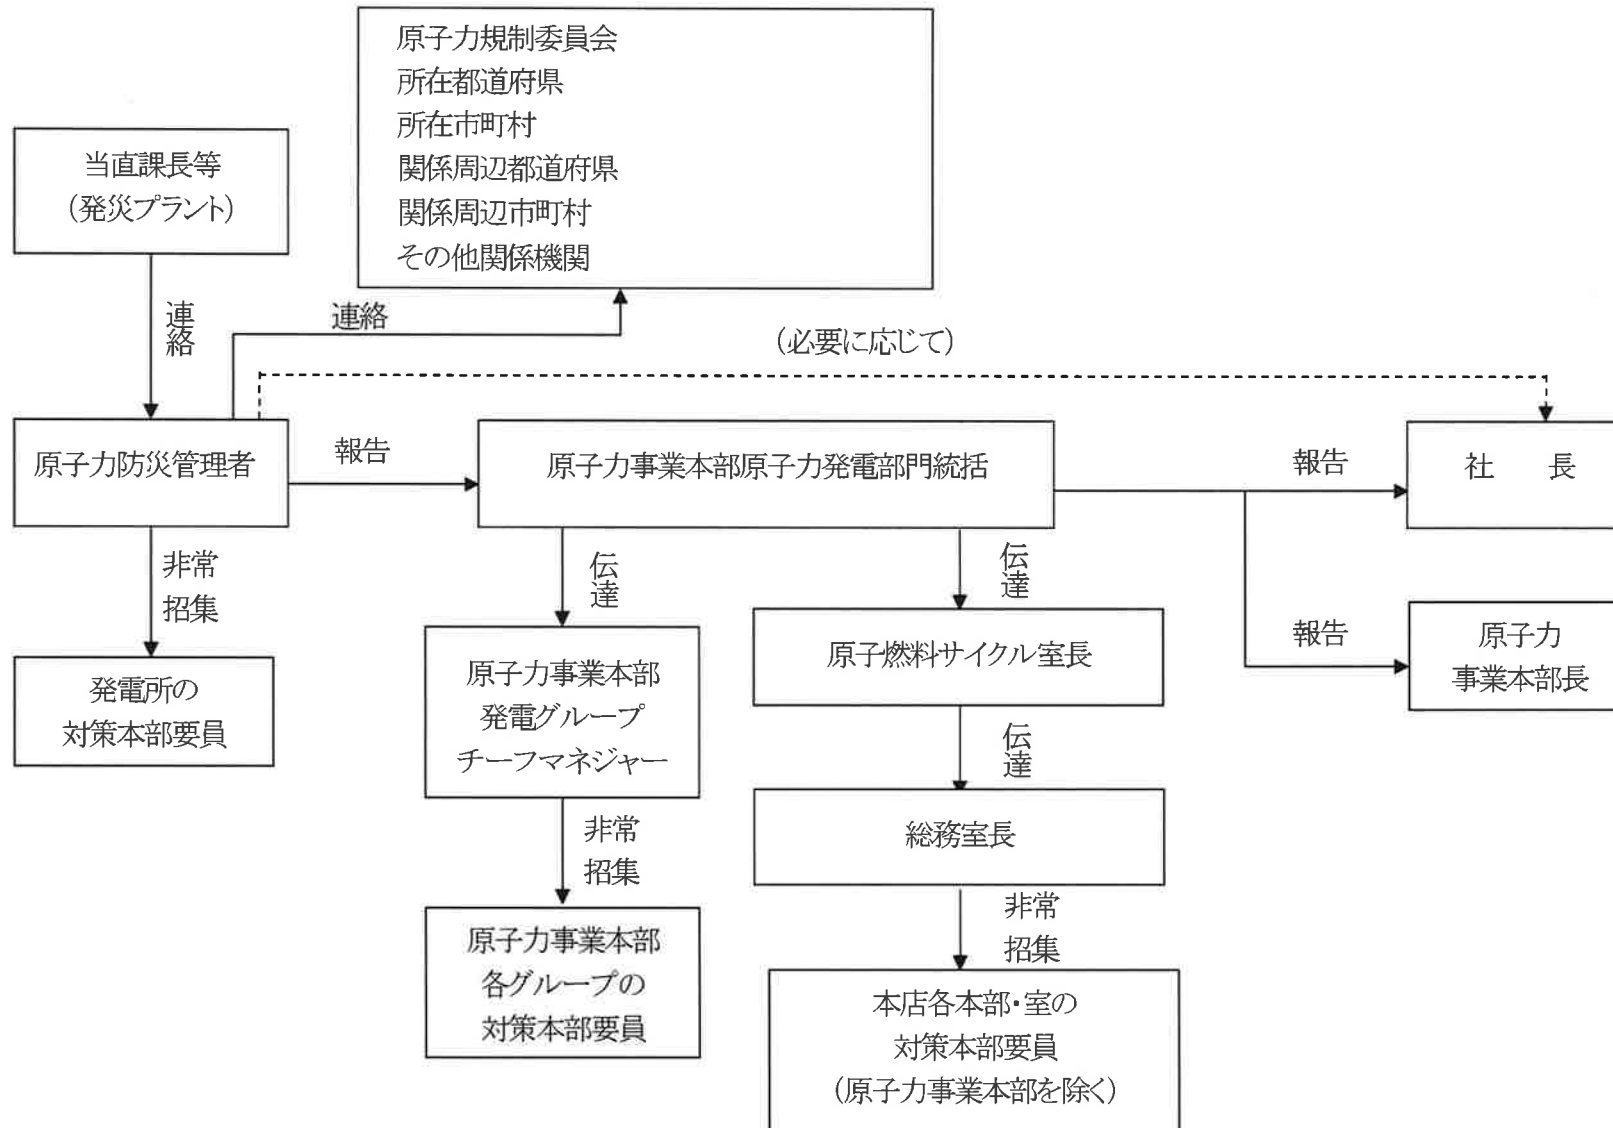 原子力規制委員会
所在都道府県
所在市町村
関係周辺都道府県
関係周辺市町村
その他関係機関
当直課長等
(発災プラント)
連絡
連絡
(必要に応じて)
原子力防災管理者
報告
原子力事業本部原子力発電部門統括
報告
社　長
非常
招集
伝達
伝達
報告
原子力
事業本部長
発電所の
対策本部要員
原子力事業本部
発電グループ
チーフマネジャー
原子燃料サイクル室長
伝達
総務室長
非常
招集
非常
招集
原子力事業本部
各グループの
対策本部要員
本店各本部・室の
対策本部要員
(原子力事業本部を除く)